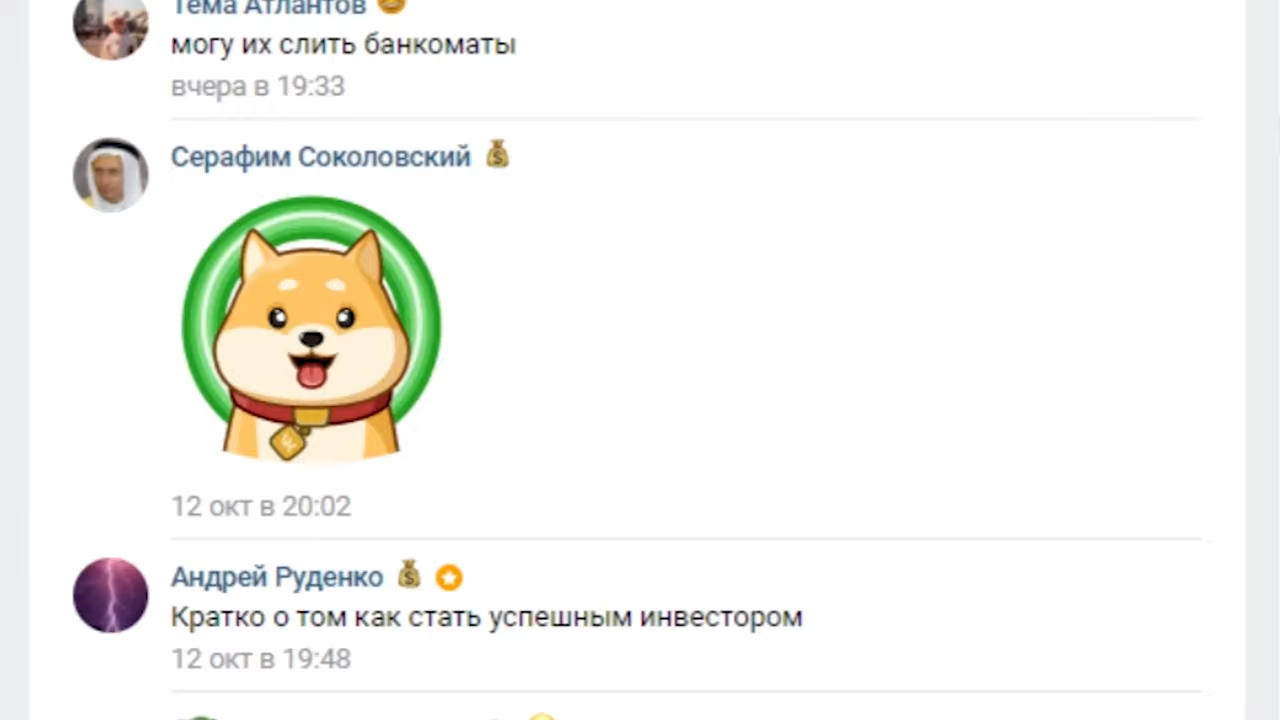 Тема Атлантов
могу их слить банкоматы
вчера в 19:33
Серафим Соколовский
12 окт в 20:02
Андрей Руденко
Кратко о том как стать успешным инвестором
12 окт в 19:48